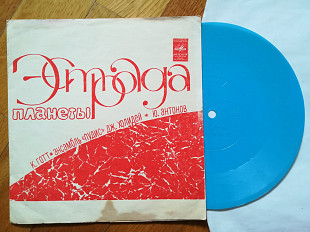 Эстрада
планеты
К. ГОТТ • АНСАМБЛЬ «ПУДИС» ДЖ. ХОЛИДЕЙ • Ю. АНТОНОВ